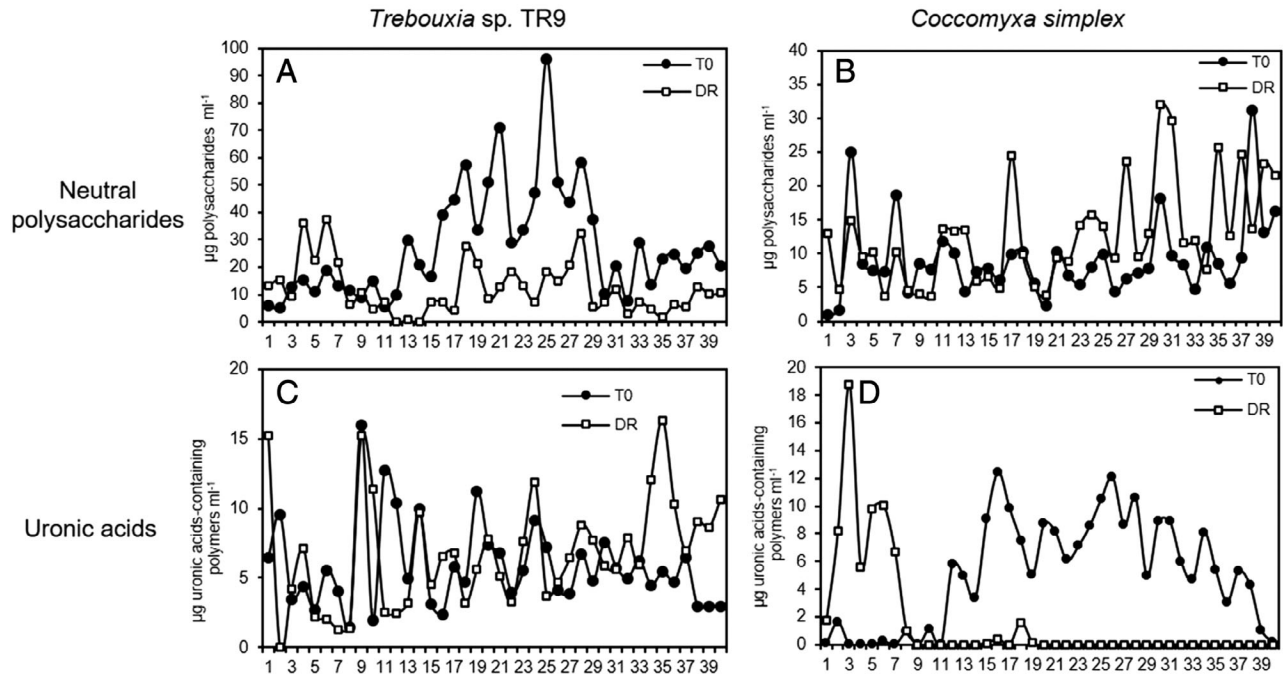 Trebouxia sp. TR9
Coccomyxa simplex
Neutral
polysaccharides
A
T0
DR
µg polysaccharides ml-1
100
90
80
70
60
50
40
30
20
10
0
1 3 5 7 9 11 13 15 17 19 21 23 25 27 29 31 33 35 37 39
B
T0
DR
µg polysaccharides ml-1
40
35
30
25
20
15
10
5
0
1 3 5 7 9 11 13 15 17 19 21 23 25 27 29 31 33 35 37 39
Uronic acids
C
T0
DR
µg uronic acids-containing
polymers ml-1
20
15
10
5
0
1 3 5 7 9 11 13 15 17 19 21 23 25 27 29 31 33 35 37 39
D
T0
DR
µg uronic acids-containing
polymers ml-1
20
18
16
14
12
10
8
6
4
2
0
1 3 5 7 9 11 13 15 17 19 21 23 25 27 29 31 33 35 37 39